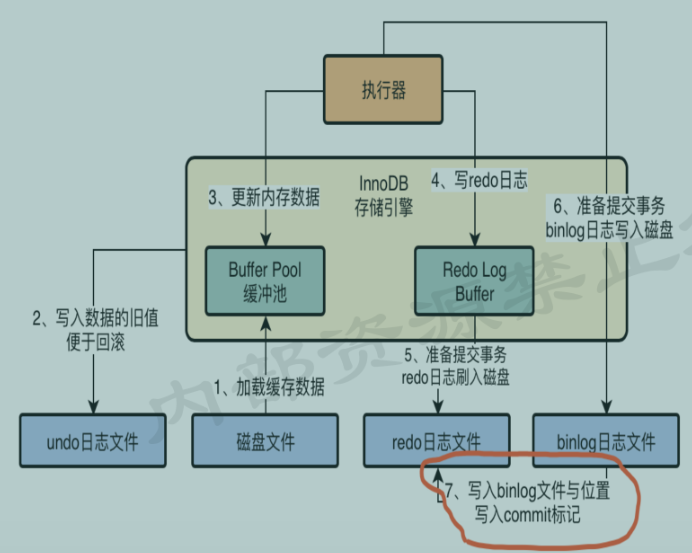 执行器
InnoDB
存储引擎
3、更新内存数据
4、写redo日志
6、准备提交事务
binlog日志写入磁盘
Buffer Pool
缓冲池
Redo Log
Buffer
2、写入数据的旧值
便于回滚
1、加载缓存数据
5、准备提交事务
redo日志刷入磁盘
undo日志文件
磁盘文件
redo日志文件
binlog日志文件
7、写入binlog文件与位置
写入commit标记
内部资源禁止